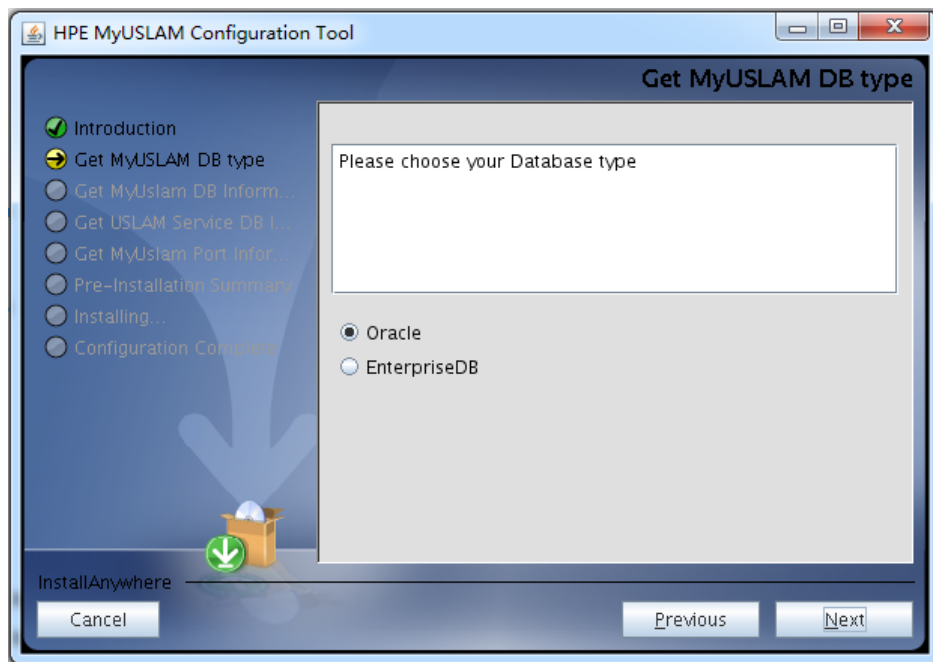 HPE MyUSLAM Configuration Tool
Get MyUSLAM DB type
Introduction
Get MyUSLAM DB type
Get MyUslam DB Inform...
Get USLAM Service DB I...
Get MyUslam Port Infor...
Pre-Installation Summary
Installing...
Configuration Complete
Please choose your Database type
Oracle
EnterpriseDB
InstallAnywhere
Cancel
Previous
Next